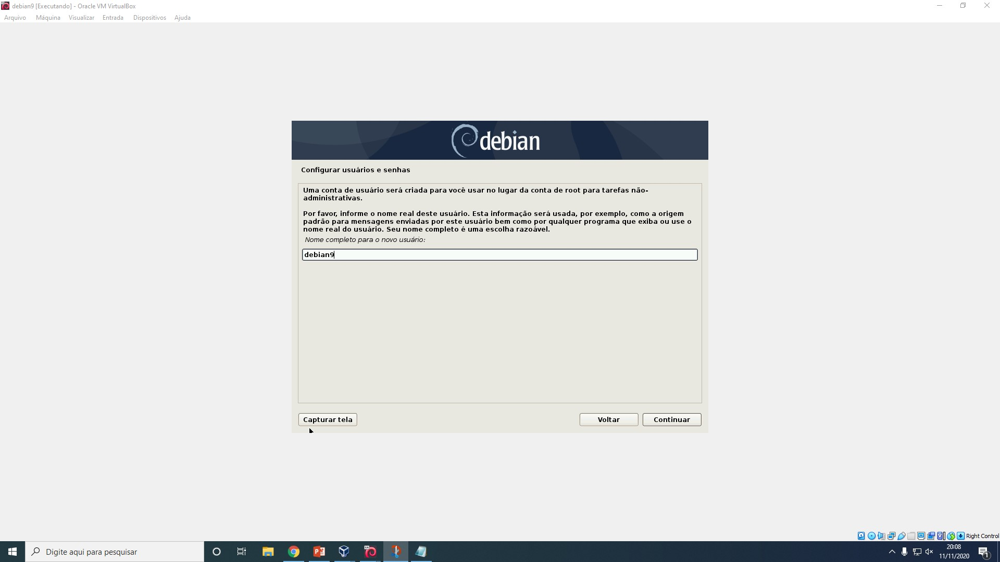 debian9 [Executando] - Oracle VM VirtualBox
Arquivo Máquina Visualizar Entrada Dispositivos Ajuda
debian
Configurar usuários e senhas
Uma conta de usuário será criada para você usar no lugar da conta de root para tarefas não-
administrativas.
Por favor, informe o nome real deste usuário. Esta informação será usada, por exemplo, como a origem
padrão para mensagens enviadas por este usuário bem como por qualquer programa que exiba ou use o
nome real do usuário. Seu nome completo é uma escolha razoável.
Nome completo para o novo usuário:
debian9
Capturar tela Voltar Continuar
Right Control
Digite aqui para pesquisar
20:08
11/11/2020
1